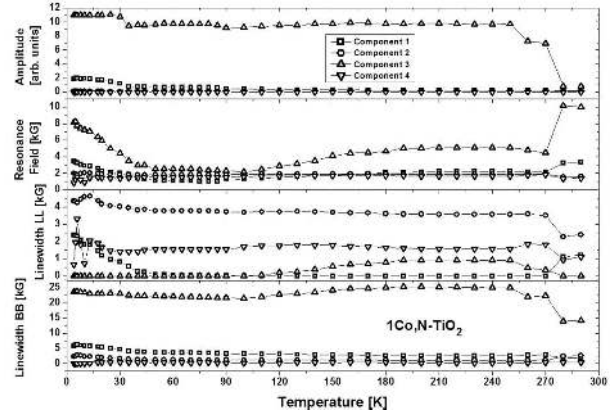 Amplitude
[arb. units]
12
10
8
6
4
2
0
Component 1
Component 2
Component 3
Component 4
Resonance
Field [kG]
10
8
6
4
2
0
Linewidth LL [kG]
4
3
2
1
0
Linewidth BB [kG]
25
20
15
10
5
0
1Co,N-TiO2
0 30 60 90 120 150 180 210 240 270 300
Temperature [K]